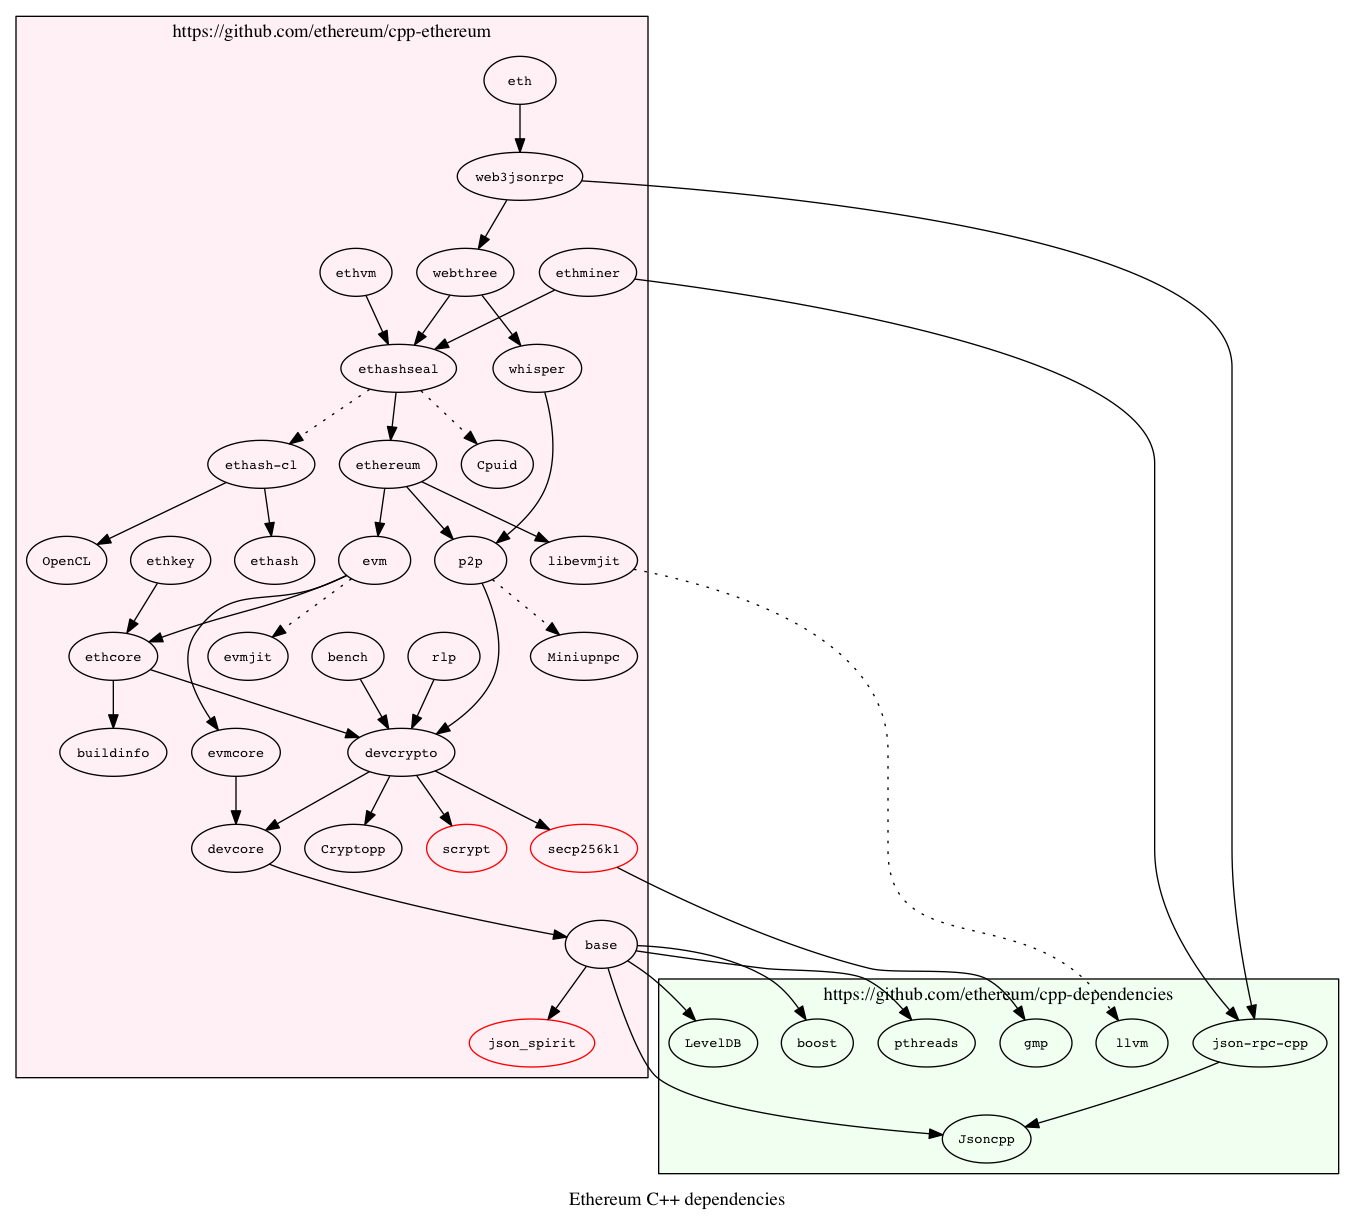 https://github.com/ethereum/cpp-ethereum
eth
web3jsonrpc
ethvm
webthree
ethminer
ethashseal
whisper
ethash-cl
ethereum
Cpuid
OpenCL
ethkey
ethash
evm
p2p
libevmjit
ethcore
evmjit
bench
rlp
Miniupnpc
buildinfo
evmcore
devcrypto
devcore
Cryptopp
scrypt
secp256k1
base
https://github.com/ethereum/cpp-dependencies
json_spirit
LevelDB
boost
pthreads
gmp
llvm
json-rpc-cpp
Jsoncpp
Ethereum C++ dependencies